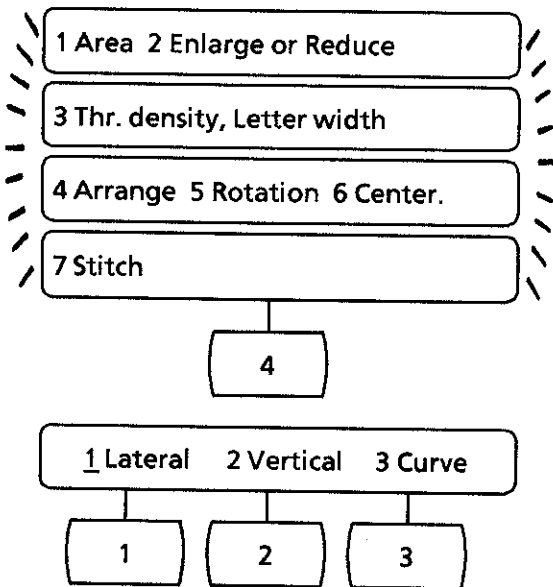 1 Area 2 Enlarge or Reduce
3 Thr. density, Letter width
4 Arrange 5 Rotation 6 Center.
7 Stitch
4
1 Lateral 2 Vertical 3 Curve
1 2 3